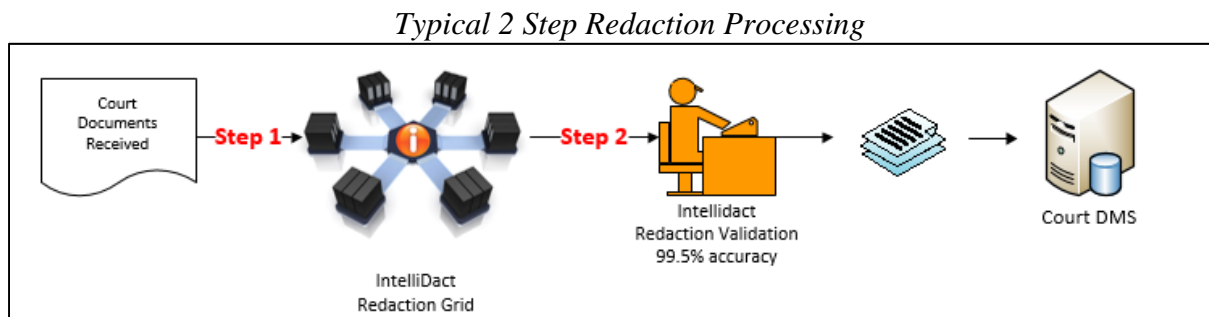 Typical 2 Step Redaction Processing
Court
Documents
Received
Step 1
IntelliDact
Redaction Grid
Step 2
Intellidact
Redaction Validation
99.5% accuracy
Court DMS